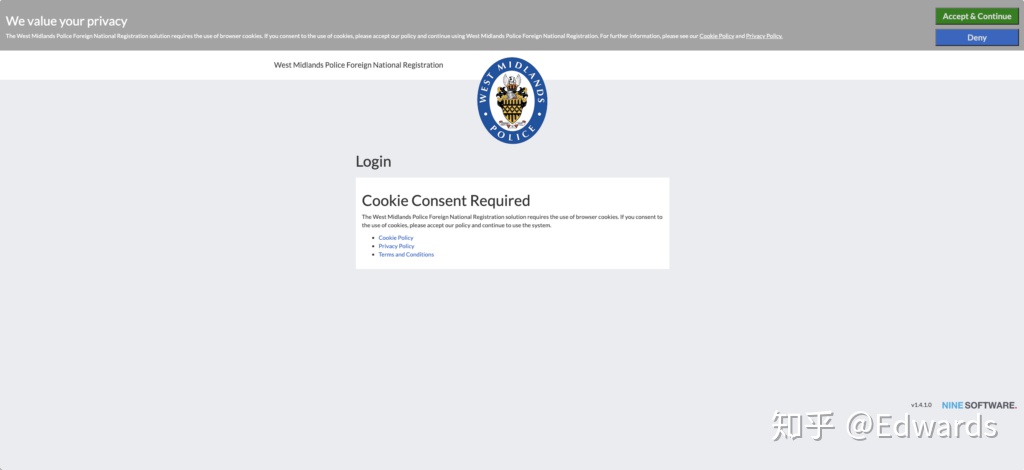 We value your privacy
The West Midlands Police Foreign National Registration solution requires the use of browser cookies. If you consent to the use of cookies, please accept our policy and continue using West Midlands Police Foreign National Registration. For further information, please see our Cookie Policy and Privacy Policy.
Accept & Continue
Deny
West Midlands Police Foreign National Registration
WEST MIDLANDS
POLICE
Login
Cookie Consent Required
The West Midlands Police Foreign National Registration solution requires the use of browser cookies. If you consent to
the use of cookies, please accept our policy and continue to use the system.
Cookie Policy
Privacy Policy
Terms and Conditions
v1.4.1.0 NINE SOFTWARE.
知乎 @Edwards